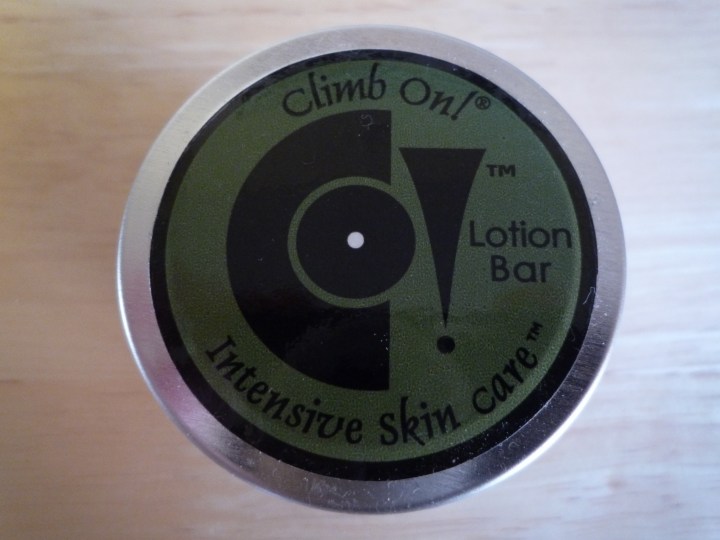 Climb On!®
C!™
Lotion
Bar
Intensive Skin Care™